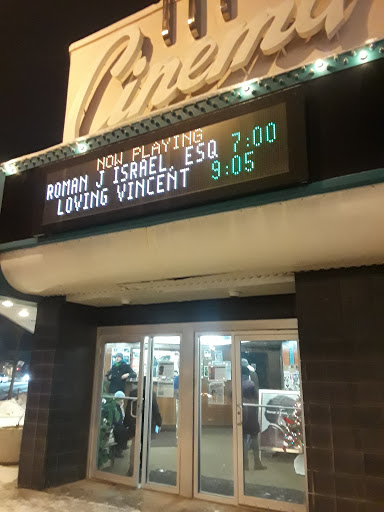 Cinema
NOW PLAYING
ROMAN J ISRAEL, ESQ 7:00
LOVING VINCENT 9:05